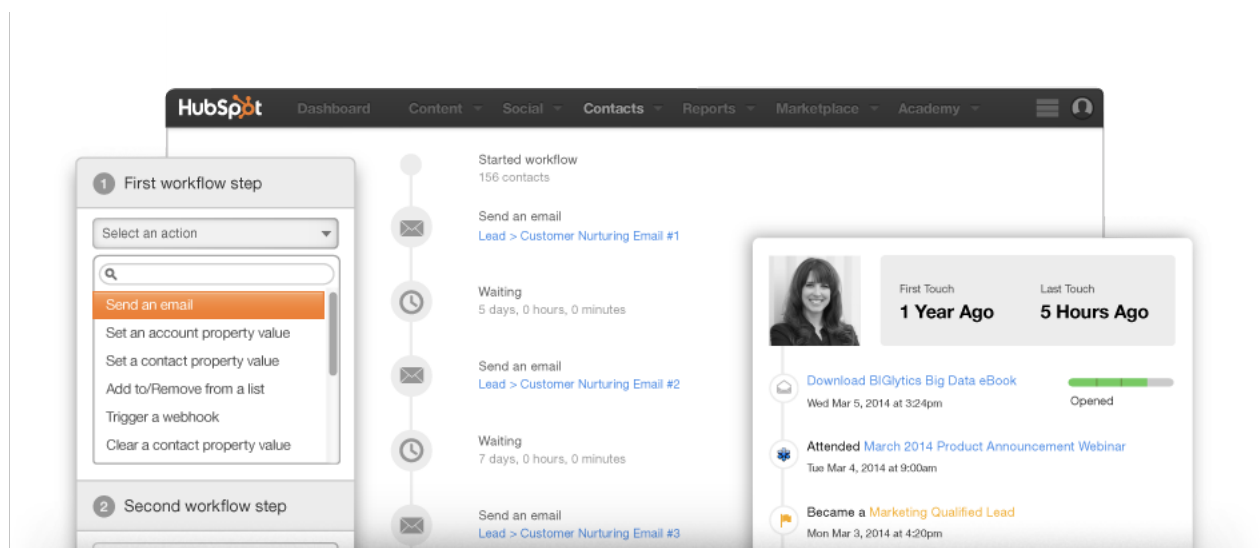 HubSpot Dashboard Content Social Contacts Reports Marketplace Academy
1 First workflow step
Select an action
Send an email
Set an account property value
Set a contact property value
Add to/Remove from a list
Trigger a webhook
Clear a contact property value
2 Second workflow step
Started workflow
156 contacts
Send an email
Lead > Customer Nurturing Email #1
Waiting
5 days, 0 hours, 0 minutes
Send an email
Lead > Customer Nurturing Email #2
Waiting
7 days, 0 hours, 0 minutes
Send an email
Lead > Customer Nurturing Email #3
First Touch
1 Year Ago
Last Touch
5 Hours Ago
Download BIGlytics Big Data eBook
Wed Mar 5, 2014 at 3:24pm
Opened
Attended March 2014 Product Announcement Webinar
Tue Mar 4, 2014 at 9:00am
Became a Marketing Qualified Lead
Mon Mar 3, 2014 at 4:20pm